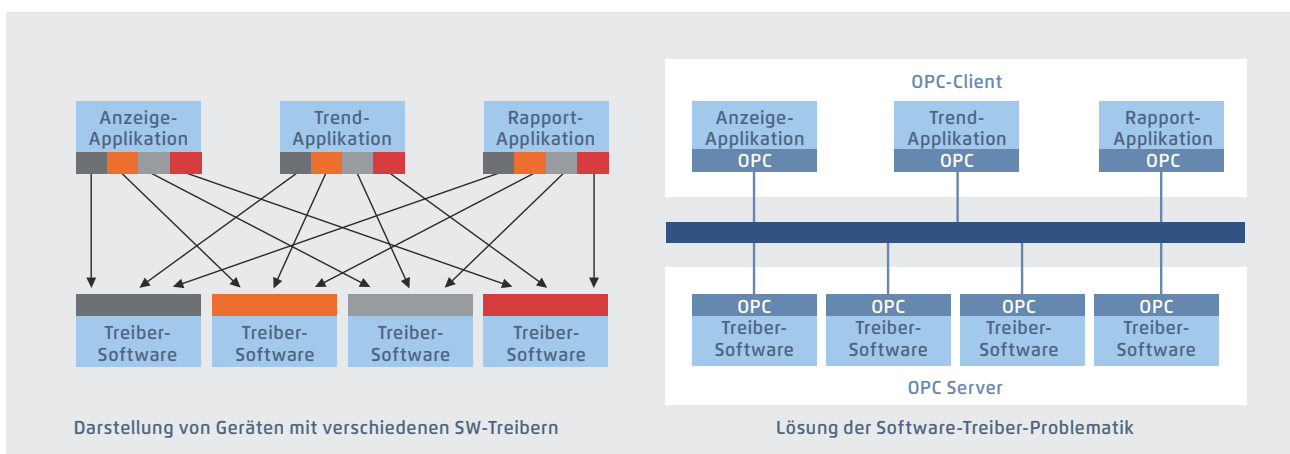 Anzeige-
Applikation
Trend-
Applikation
Rapport-
Applikation
Treiber-
Software
Treiber-
Software
Treiber-
Software
Treiber-
Software
Darstellung von Geräten mit verschiedenen SW-Treibern
OPC-Client
Anzeige-
Applikation
OPC
Trend-
Applikation
OPC
Rapport-
Applikation
OPC
OPC
Treiber-
Software
OPC
Treiber-
Software
OPC
Treiber-
Software
OPC
Treiber-
Software
OPC Server
Lösung der Software-Treiber-Problematik